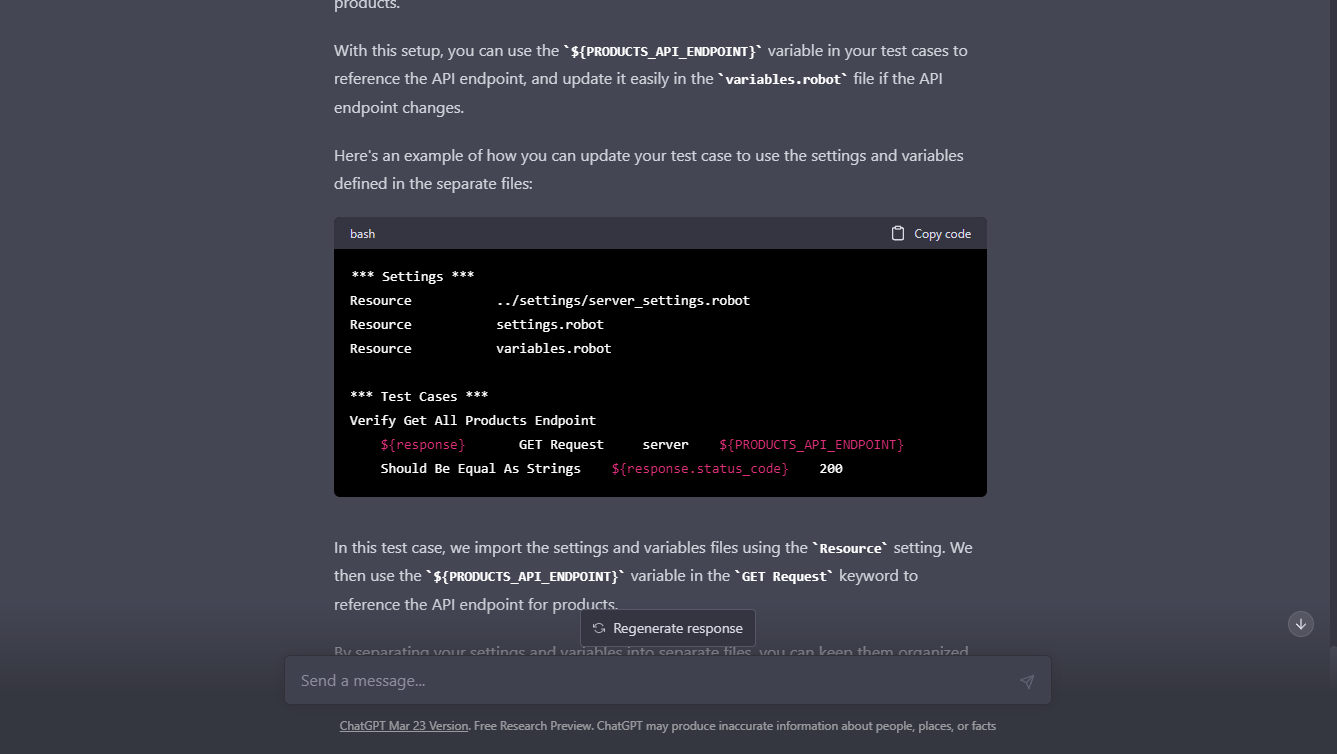 products.
With this setup, you can use the `${PRODUCTS_API_ENDPOINT}` variable in your test cases to
reference the API endpoint, and update it easily in the `variables.robot` file if the API
endpoint changes.
Here's an example of how you can update your test case to use the settings and variables
defined in the separate files:
bash Copy code
*** Settings ***
Resource ../settings/server_settings.robot
Resource settings.robot
Resource variables.robot
*** Test Cases ***
Verify Get All Products Endpoint
${response} GET Request server ${PRODUCTS_API_ENDPOINT}
Should Be Equal As Strings ${response.status_code} 200
In this test case, we import the settings and variables files using the `Resource` setting. We
then use the `${PRODUCTS_API_ENDPOINT}` variable in the `GET Request` keyword to
reference the API endpoint for products.
Regenerate response
By separating your settings and variables into separate files, you can keep them organized
Send a message...
ChatGPT Mar 23 Version. Free Research Preview. ChatGPT may produce inaccurate information about people, places, or facts